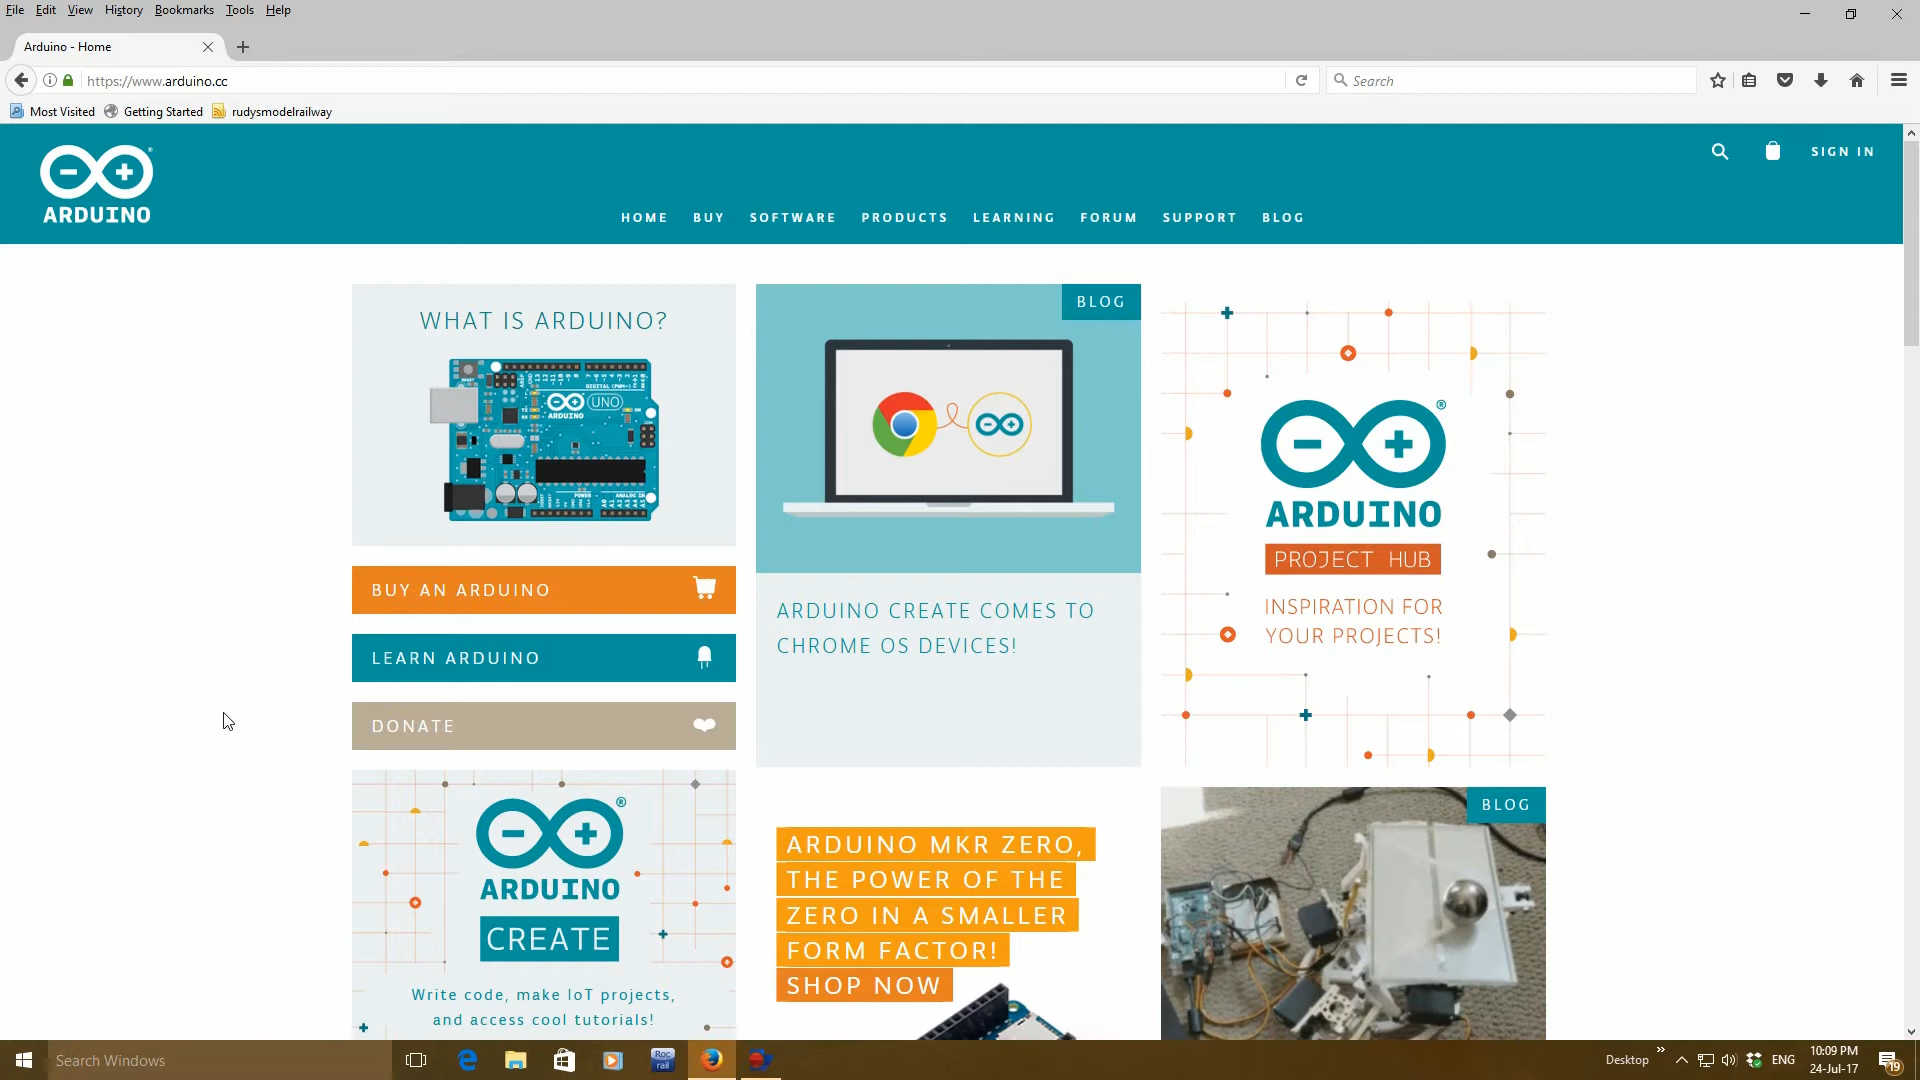 File Edit View History Bookmarks Tools Help
Arduino - Home
https://www.arduino.cc
Search
Most Visited Getting Started rudysmodelrailway
ARDUINO
SIGN IN
HOME BUY SOFTWARE PRODUCTS LEARNING FORUM SUPPORT BLOG
WHAT IS ARDUINO?
UNO
ARDUINO
BUY AN ARDUINO
LEARN ARDUINO
DONATE
ARDUINO
CREATE
Write code, make IoT projects,
and access cool tutorials!
BLOG
ARDUINO CREATE COMES TO
CHROME OS DEVICES!
ARDUINO MKR ZERO,
THE POWER OF THE
ZERO IN A SMALLER
FORM FACTOR!
SHOP NOW
ARDUINO
PROJECT HUB
INSPIRATION FOR
YOUR PROJECTS!
BLOG
Search Windows
Roc
rail
Desktop
ENG
10:09 PM
24-Jul-17
19